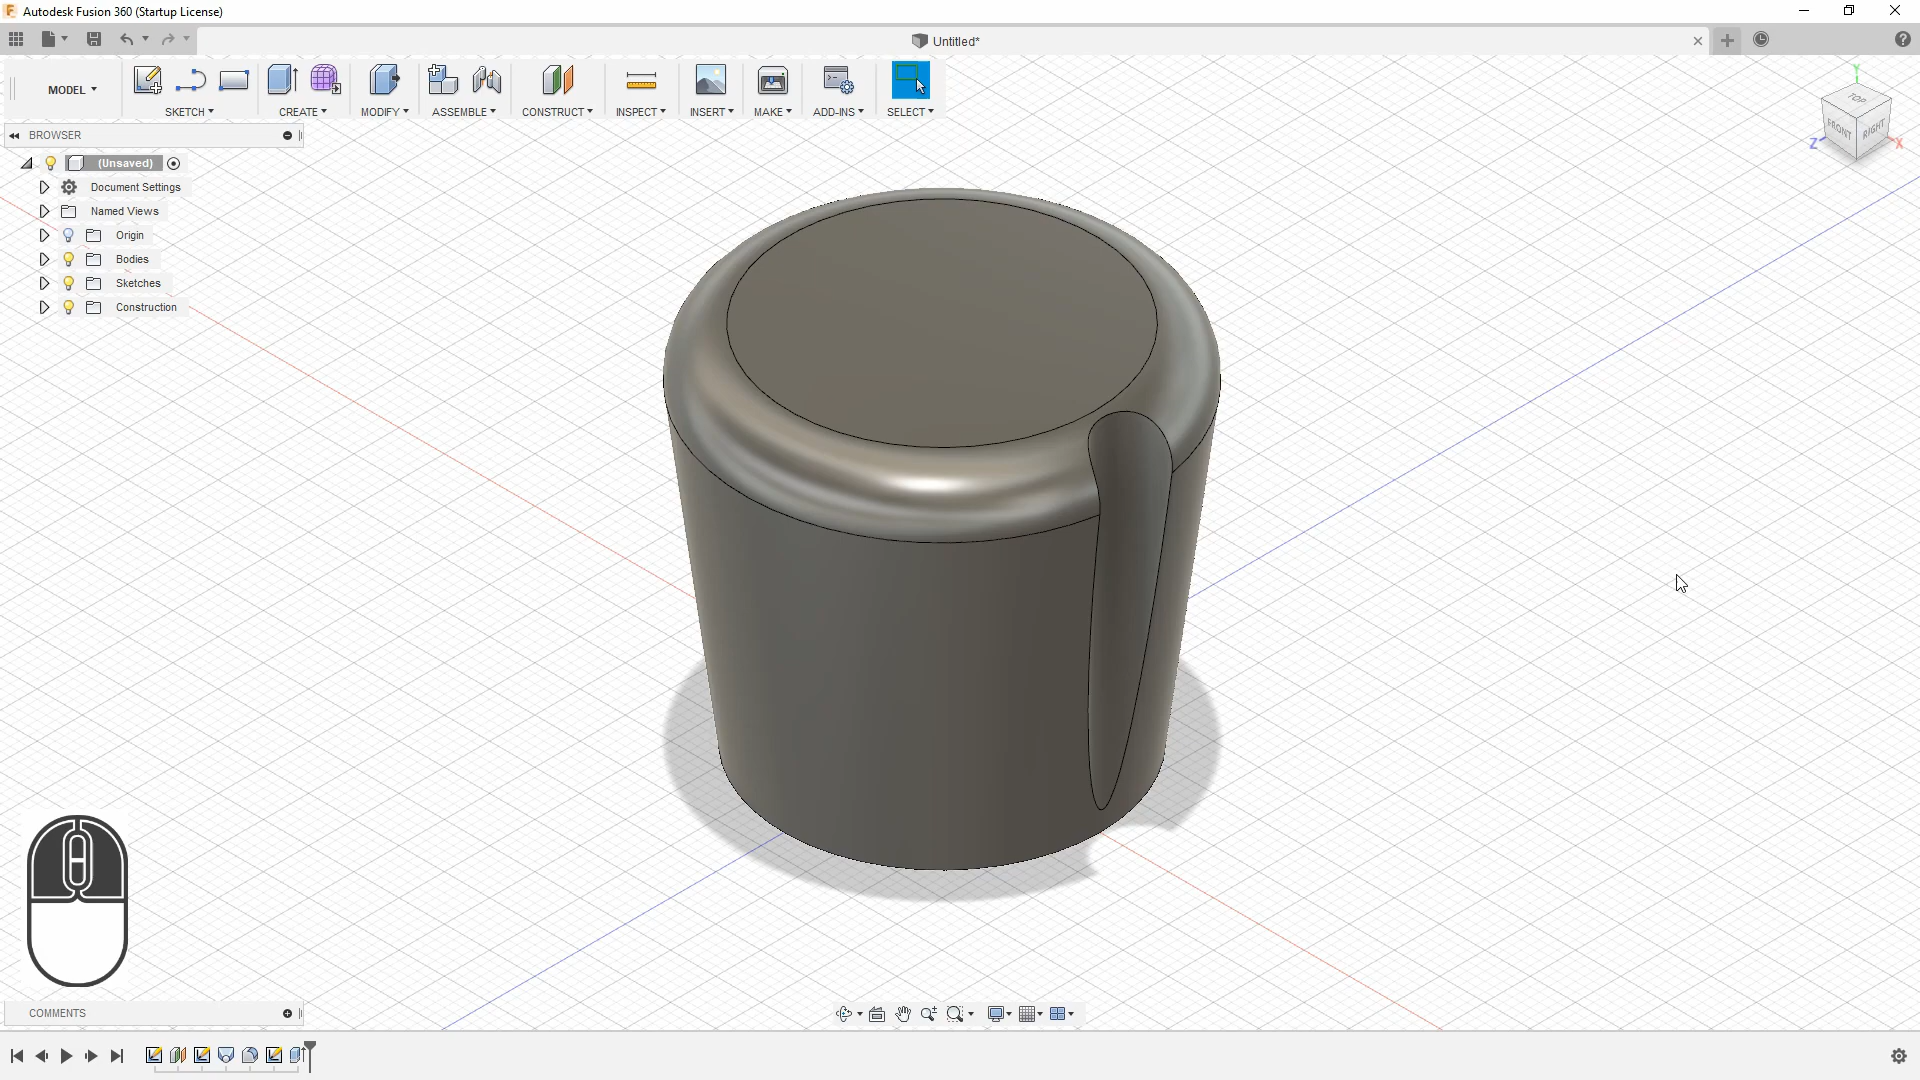 Autodesk Fusion 360 (Startup License)
Untitled*
MODEL
SKETCH
CREATE
MODIFY
ASSEMBLE
CONSTRUCT
INSPECT
INSERT
MAKE
ADD-INS
SELECT
BROWSER
(Unsaved)
Document Settings
Named Views
Origin
Bodies
Sketches
Construction
Y
TOP
FRONT
RIGHT
Z
X
COMMENTS